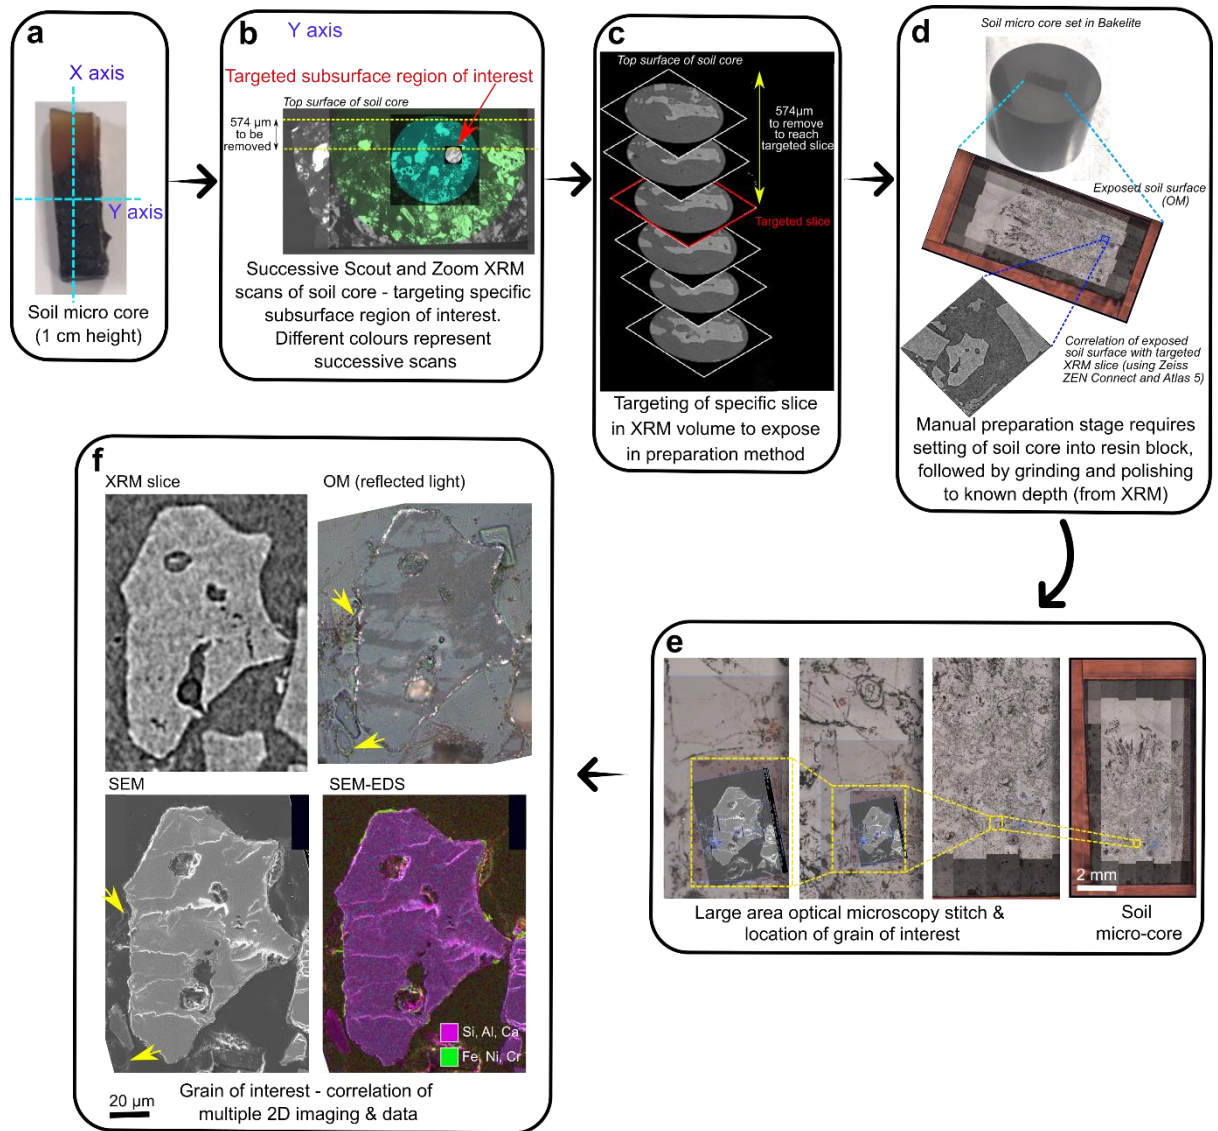 a
X axis
Y axis
Soil micro core
(1 cm height)
b
Y axis
Targeted subsurface region of interest
Top surface of soil core
574 µm
to be
removed
Successive Scout and Zoom XRM
scans of soil core - targeting specific
subsurface region of interest.
Different colours represent
successive scans
c
Top surface of soil core
574µm
to remove
to reach
targeted slice
Targeted slice
Targeting of specific slice
in XRM volume to expose
in preparation method
d
Soil micro core set in Bakelite
Exposed soil surface
(OM)
Correlation of exposed
soil surface with targeted
XRM slice (using Zeiss
ZEN Connect and Atlas 5)
Manual preparation stage requires
setting of soil core into resin block,
followed by grinding and polishing
to known depth (from XRM)
e
2 mm
Large area optical microscopy stitch &
location of grain of interest
Soil
micro-core
f
XRM slice
OM (reflected light)
SEM
SEM-EDS
Si, Al, Ca
Fe, Ni, Cr
20 µm
Grain of interest - correlation of
multiple 2D imaging & data